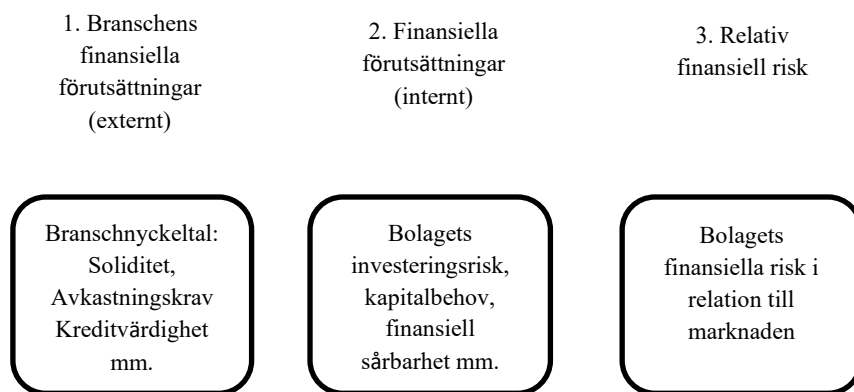 1. Branschens
finansiella
förutsättningar
(externt)
2. Finansiella
förutsättningar
(internt)
3. Relativ
finansiell risk
Branschnyckeltal:
Soliditet,
Avkastningskrav
Kreditvärdighet
mm.
Bolagets
investeringsrisk,
kapitalbehov,
finansiell
sårbarhet mm.
Bolagets
finansiella risk i
relation till
marknaden